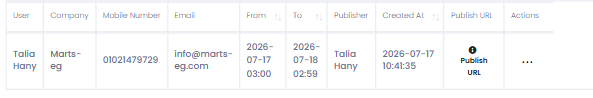 User Company Mobile Number Email From To Publisher Created At Publish URL Actions
Talia Hany Marts-eg 01021479729 info@marts-eg.com 2026-07-17 03:00 2026-07-18 02:59 Talia Hany 2026-07-17 10:41:35 Publish URL ...